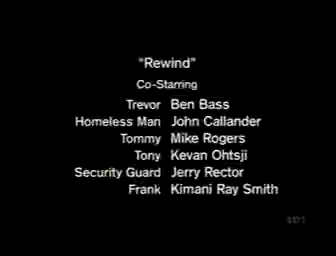 "Rewind"
Co-Starring
Trevor Ben Bass
Homeless Man John Callander
Tommy Mike Rogers
Tony Kevan Ohtsji
Security Guard Jerry Rector
Frank Kimani Ray Smith